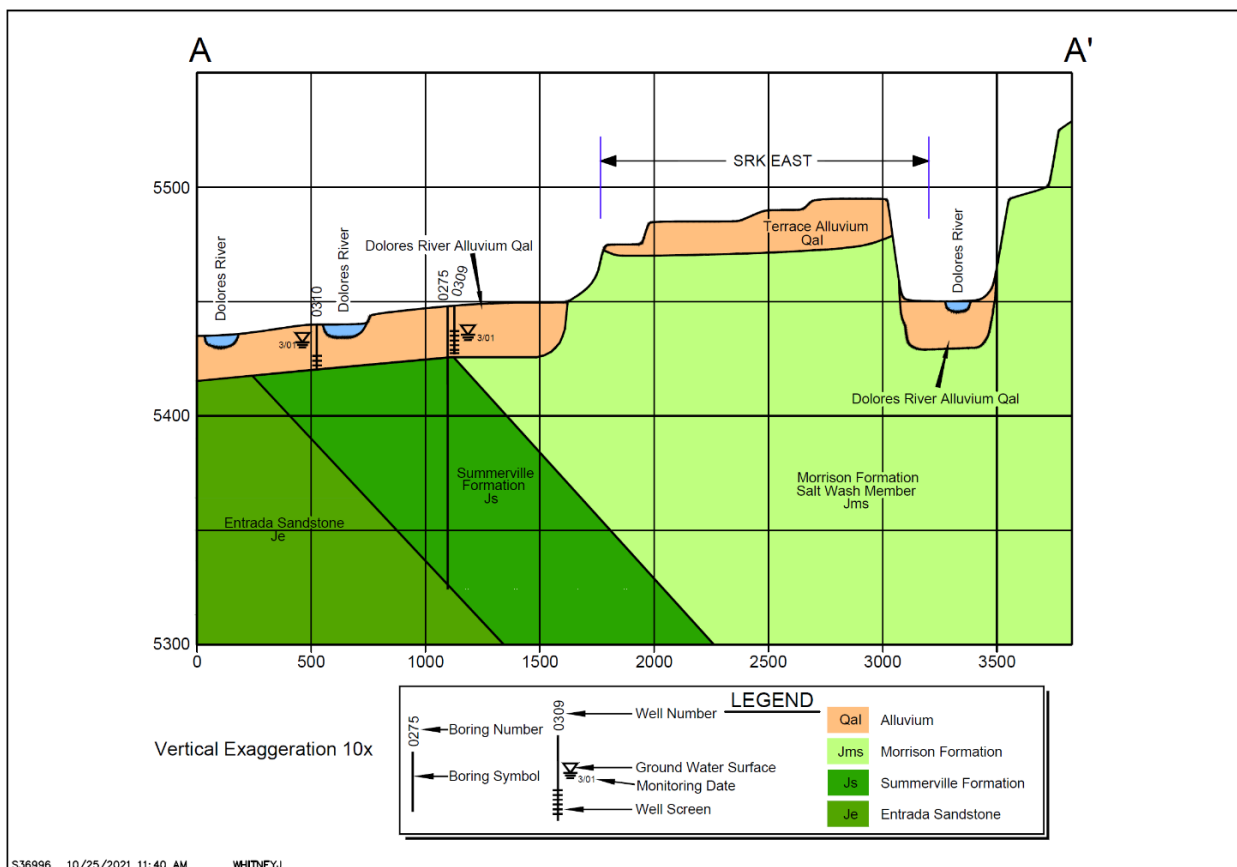 A
A'
SRK EAST
5500
5400
5300
Dolores River
0310
Dolores River
Dolores River Alluvium Qal
0275
0309
3/01
3/01
Terrace Alluvium
Qal
Dolores River
Dolores River Alluvium Qal
Summerville
Formation
Js
Morrison Formation
Salt Wash Member
Jms
Entrada Sandstone
Je
0
500
1000
1500
2000
2500
3000
3500
Vertical Exaggeration 10x
LEGEND
0275
Boring Number
Boring Symbol
0309
Well Number
Ground Water Surface
3/01
Monitoring Date
Well Screen
Qal Alluvium
Jms Morrison Formation
Js Summerville Formation
Je Entrada Sandstone
S36996 10/25/2021 11:40 AM WHITNEYJ